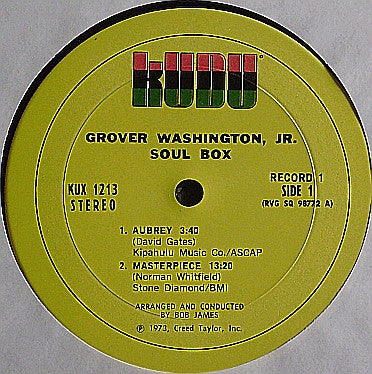 KUDU
GROVER WASHINGTON, JR.
SOUL BOX
KUX 1213
STEREO
RECORD 1
SIDE 1
(RVG SQ 98772 A)
1. AUBREY 3:40
(David Gates)
Kipahulu Music Co./ASCAP
2. MASTERPIECE 13:20
(Norman Whitfield)
Stone Diamond/BMI
ARRANGED AND CONDUCTED
BY BOB JAMES
℗ 1973, Creed Taylor, Inc.